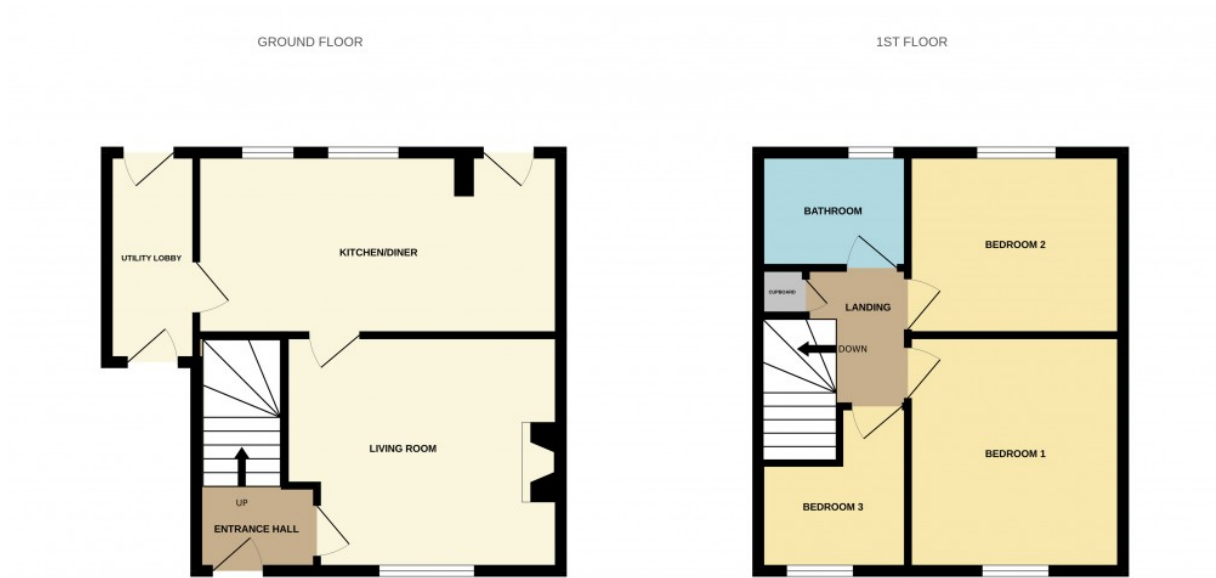 GROUND FLOOR
1ST FLOOR
UTILITY LOBBY
KITCHEN/DINER
LIVING ROOM
UP
ENTRANCE HALL
BATHROOM
BEDROOM 2
CUPBOARD
LANDING
DOWN
BEDROOM 1
BEDROOM 3